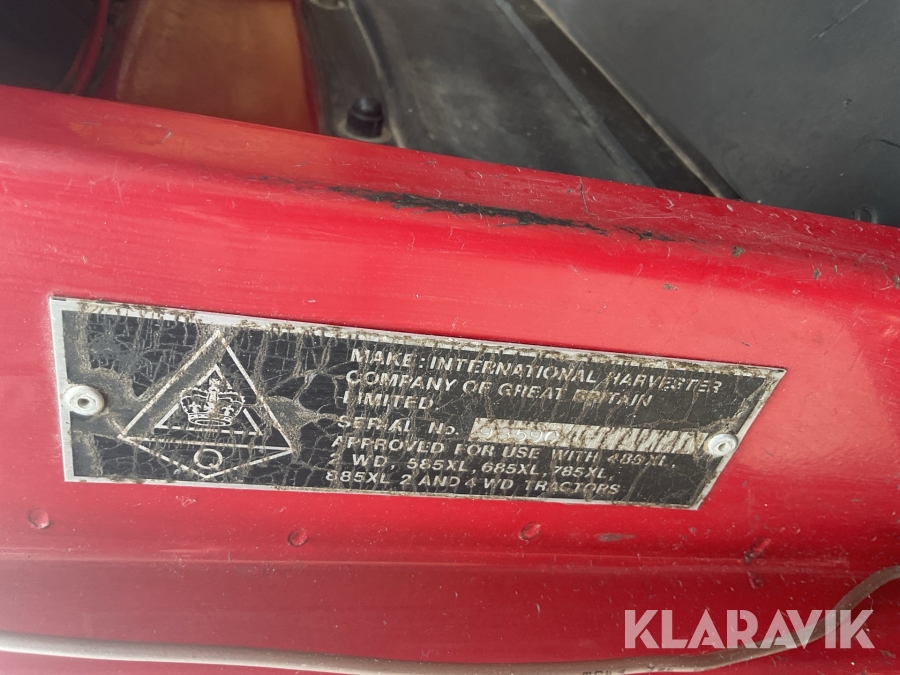 MAKE: INTERNATIONAL HARVESTER
COMPANY OF GREAT BRITAIN
LIMITED.
SERIAL No.
APPROVED FOR USE WITH 485XL,
2 WD, 585XL, 685XL, 785XL,
885XL 2 AND 4 WD TRACTORS
Q
KLARAVIK